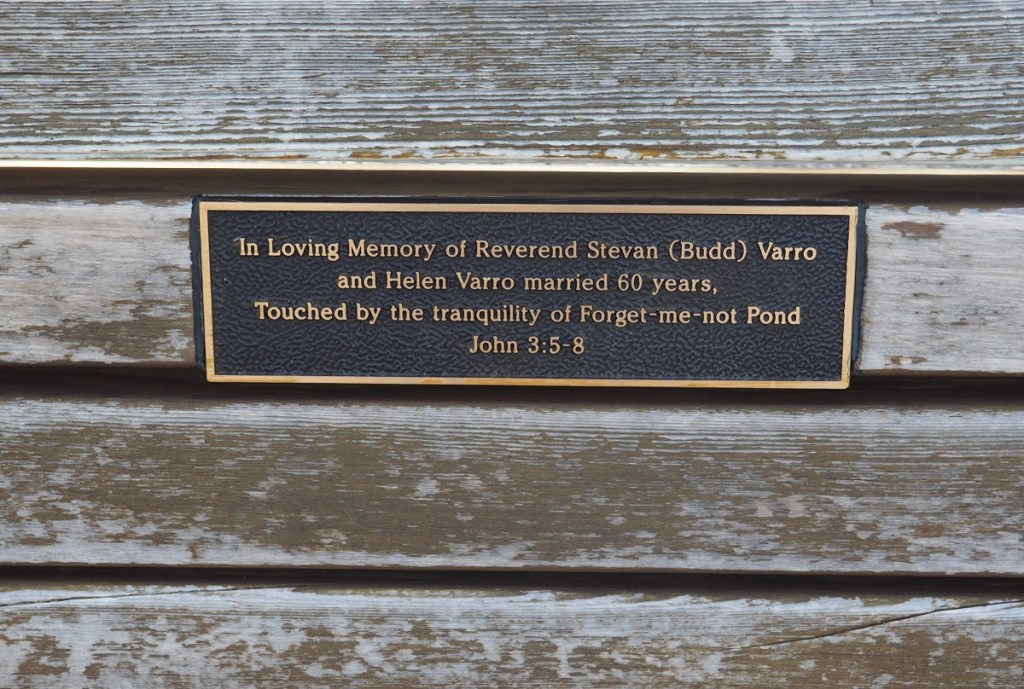 In Loving Memory of Reverend Stevan (Budd) Varro
and Helen Varro married 60 years,
Touched by the tranquility of Forget-me-not Pond
John 3:5-8